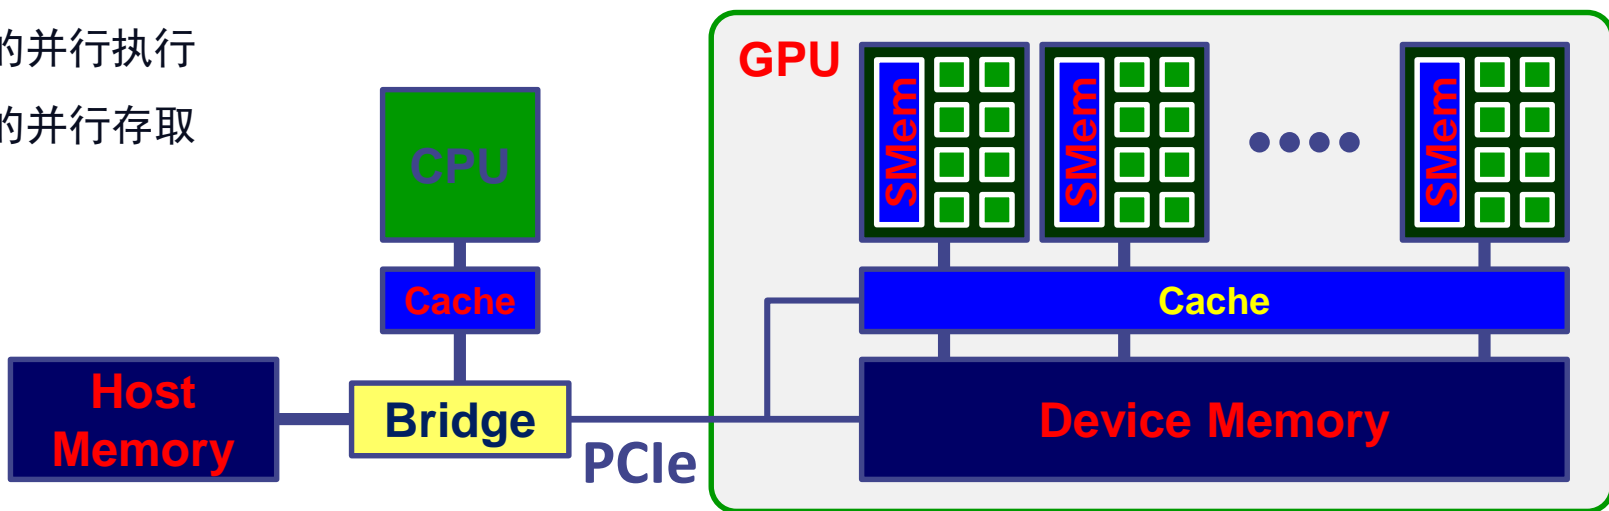 的并行执行
的并行存取
GPU
CPU
SMem
SMem
SMem
Cache
Cache
Host
Memory
Bridge
PCIe
Device Memory